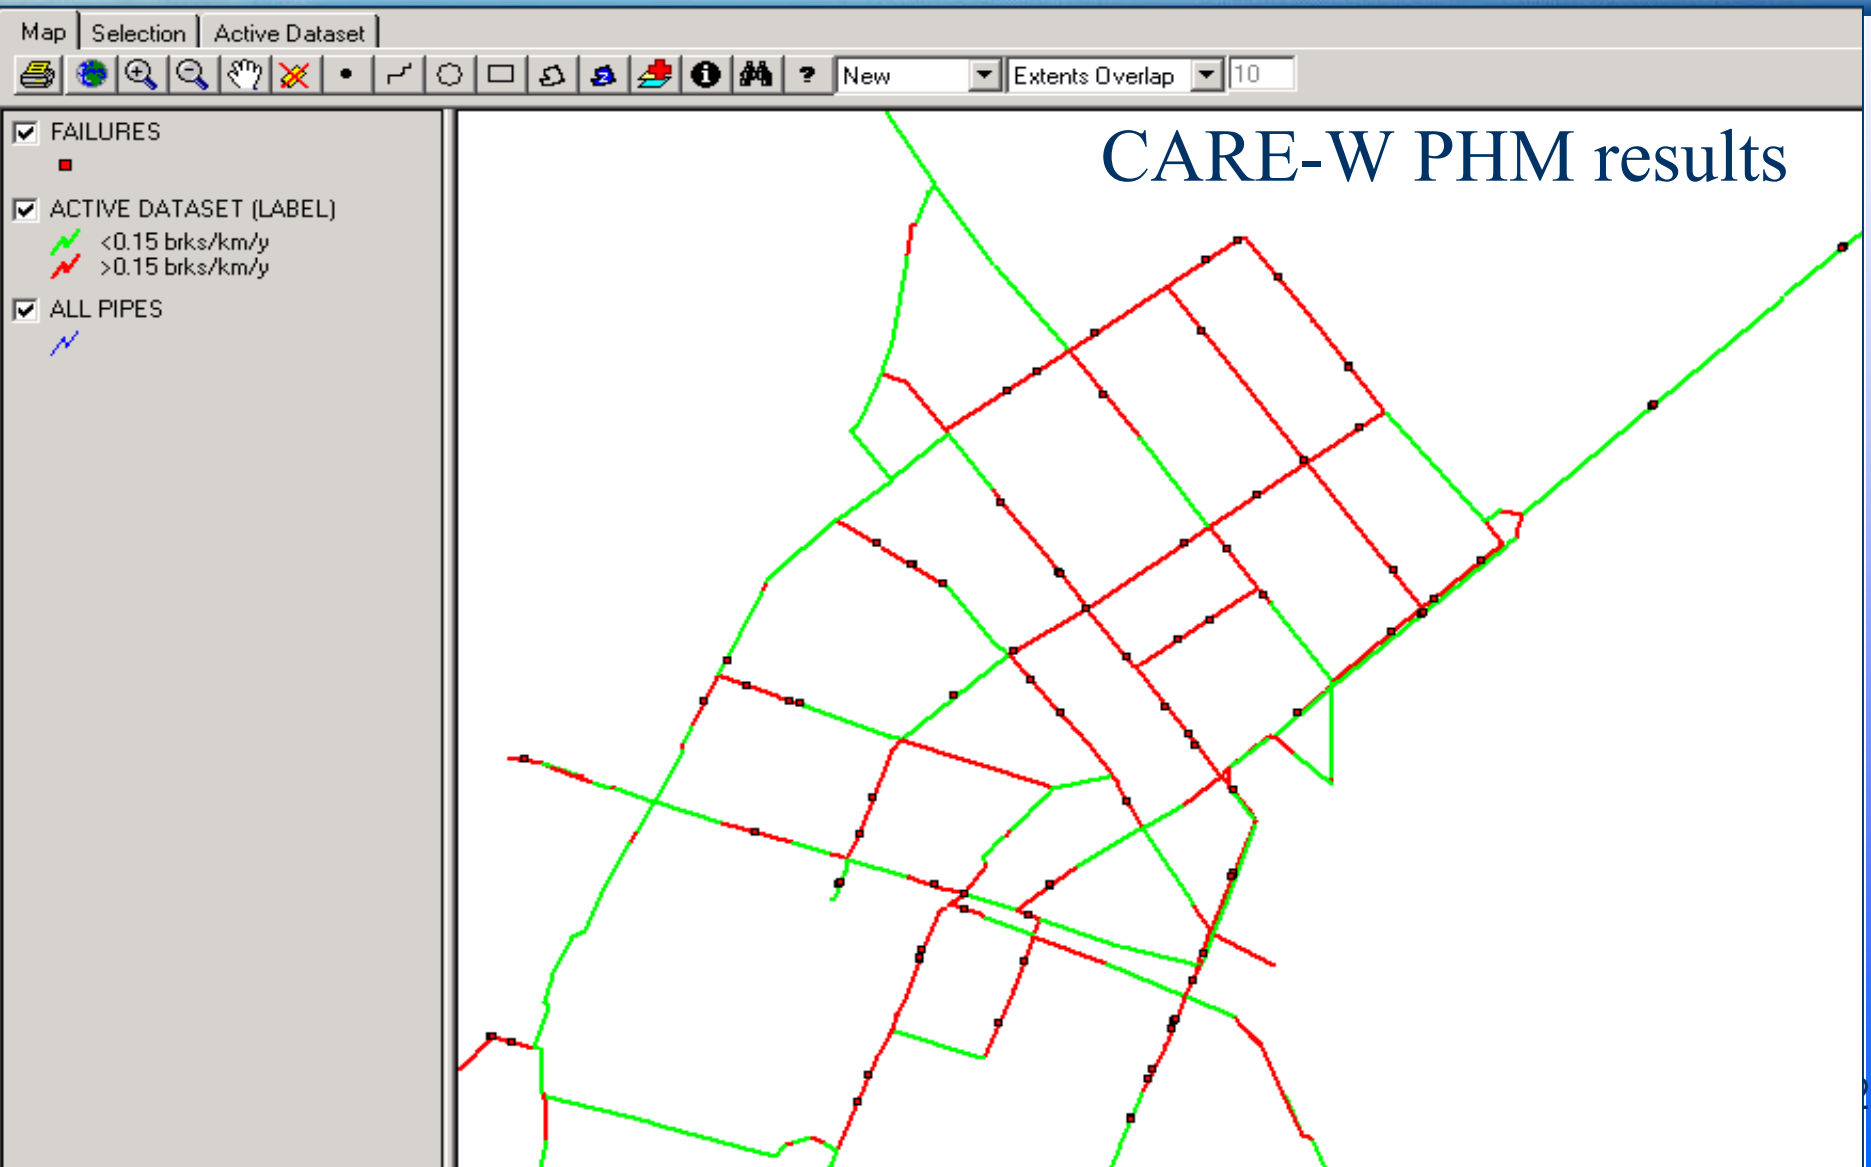 Map Selection Active Dataset
? New Extents Overlap 10
FAILURES
ACTIVE DATASET (LABEL)
<0.15 brks/km/y
>0.15 brks/km/y
ALL PIPES
CARE-W PHM results